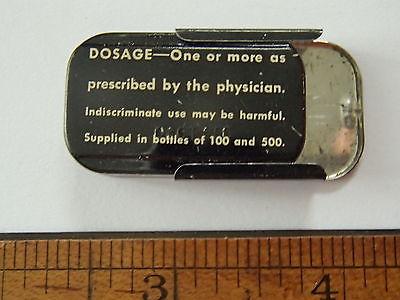 DOSAGE—One or more as
prescribed by the physician.
Indiscriminate use may be harmful.
Supplied in bottles of 100 and 500.
3 4